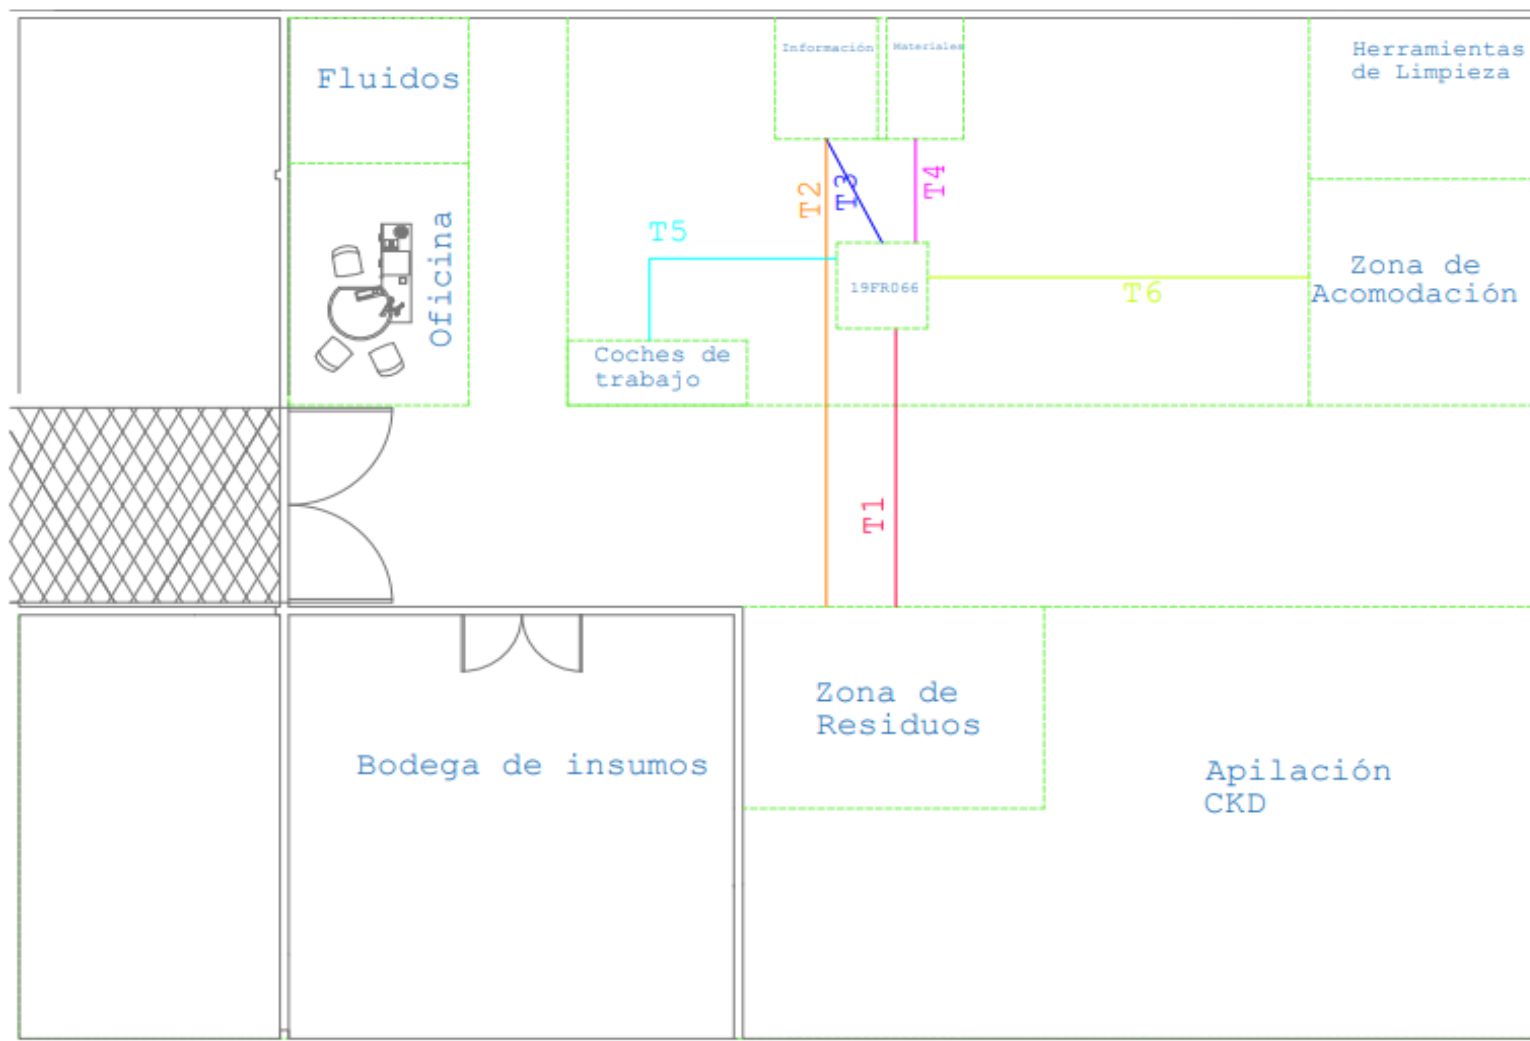 Información
Materiales
Herramientas
de Limpieza
Fluidos
T2
T3
T4
Oficina
T5
Zona de
Acomodación
19FR066
T6
Coches de
trabajo
T1
Zona de
Residuos
Bodega de insumos
Apilación
CKD